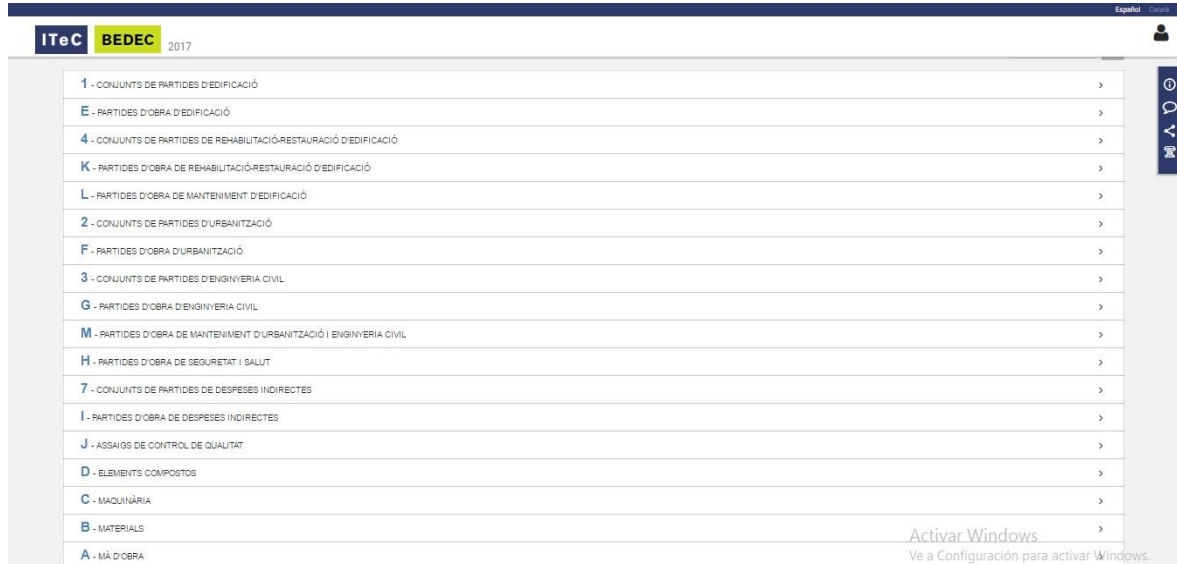 Español Català
ITeC BEDEC 2017
1 - CONJUNTS DE PARTIDES D'EDIFICACIÓ
E - PARTIDES D'OBRA D'EDIFICACIÓ
4 - CONJUNTS DE PARTIDES DE REHABILITACIÓ-RESTAURACIÓ D'EDIFICACIÓ
K - PARTIDES D'OBRA DE REHABILITACIÓ-RESTAURACIÓ D'EDIFICACIÓ
L - PARTIDES D'OBRA DE MANTENIMENT D'EDIFICACIÓ
2 - CONJUNTS DE PARTIDES D'URBANITZACIÓ
F - PARTIDES D'OBRA D'URBANITZACIÓ
3 - CONJUNTS DE PARTIDES D'ENGINYERIA CIVIL
G - PARTIDES D'OBRA D'ENGINYERIA CIVIL
M - PARTIDES D'OBRA DE MANTENIMENT D'URBANITZACIÓ I ENGINYERIA CIVIL
H - PARTIDES D'OBRA DE SEGURETAT I SALUT
7 - CONJUNTS DE PARTIDES DE DESPESES INDIRECTES
I - PARTIDES D'OBRA DE DESPESES INDIRECTES
J - ASSAIGS DE CONTROL DE QUALITAT
D - ELEMENTS COMPOSTOS
C - MAQUINÀRIA
B - MATERIALS
A - MÀ D'OBRA
Activar Windows
Ve a Configuración para activar Windows.